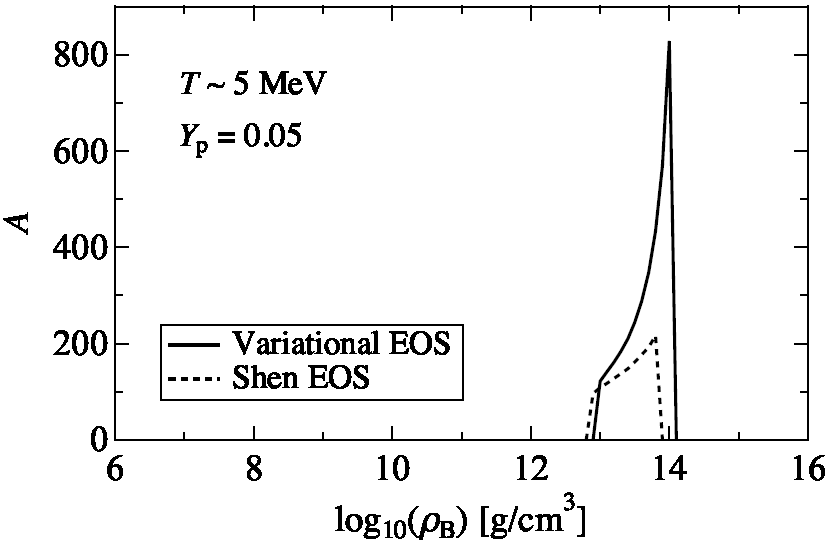 800
600
400
200
0
A
T ~ 5 MeV
Yp = 0.05
Variational EOS
Shen EOS
6 8 10 12 14 16
log10(ρB) [g/cm3]